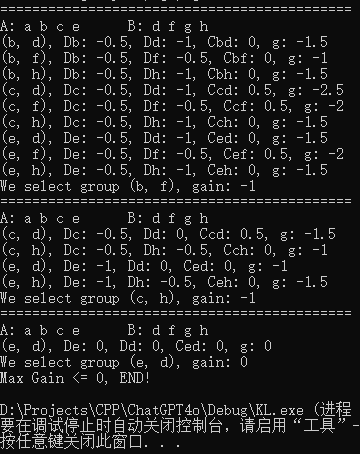 ==================================================
A: a b c e      B: d f g h
(b, d), Db: -0.5, Dd: -1, Cbd: 0, g: -1.5
(b, f), Db: -0.5, Df: -0.5, Cbf: 0, g: -1
(b, h), Db: -0.5, Dh: -1, Cbh: 0, g: -1.5
(c, d), Dc: -0.5, Dd: -1, Ccd: 0.5, g: -2.5
(c, f), Dc: -0.5, Df: -0.5, Ccf: 0.5, g: -2
(c, h), Dc: -0.5, Dh: -1, Cch: 0, g: -1.5
(e, d), De: -0.5, Dd: -1, Ced: 0, g: -1.5
(e, f), De: -0.5, Df: -0.5, Cef: 0.5, g: -2
(e, h), De: -0.5, Dh: -1, Ceh: 0, g: -1.5
We select group (b, f), gain: -1
==================================================
A: a b c e      B: d f g h
(c, d), Dc: -0.5, Dd: 0, Ccd: 0.5, g: -1.5
(c, h), Dc: -0.5, Dh: -0.5, Cch: 0, g: -1
(e, d), De: -1, Dd: 0, Ced: 0, g: -1
(e, h), De: -1, Dh: -0.5, Ceh: 0, g: -1.5
We select group (c, h), gain: -1
==================================================
A: a b c e      B: d f g h
(e, d), De: 0, Dd: 0, Ced: 0, g: 0
We select group (e, d), gain: 0
Max Gain <= 0, END!
D:\Projects\CPP\ChatGPT4o\Debug\KL.exe (进程
要在调试停止时自动关闭控制台，请启用“工具”-
按任意键关闭此窗口. . .